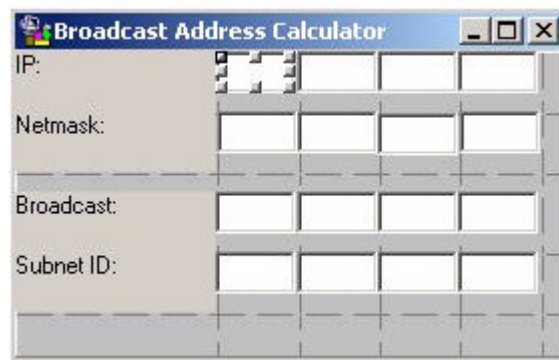 Broadcast Address Calculator
IP:
Netmask:
Broadcast:
Subnet ID: